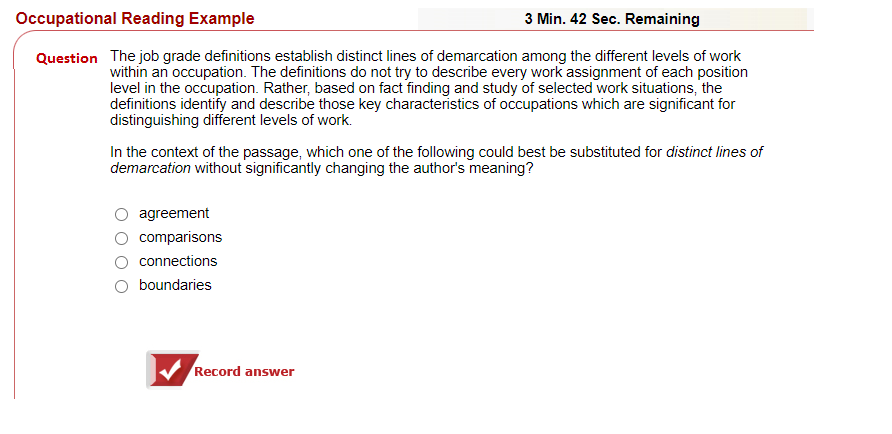 Occupational Reading Example
3 Min. 42 Sec. Remaining
Question
The job grade definitions establish distinct lines of demarcation among the different levels of work
within an occupation. The definitions do not try to describe every work assignment of each position
level in the occupation. Rather, based on fact finding and study of selected work situations, the
definitions identify and describe those key characteristics of occupations which are significant for
distinguishing different levels of work.
In the context of the passage, which one of the following could best be substituted for distinct lines of
demarcation without significantly changing the author's meaning?
agreement
comparisons
connections
boundaries
Record answer